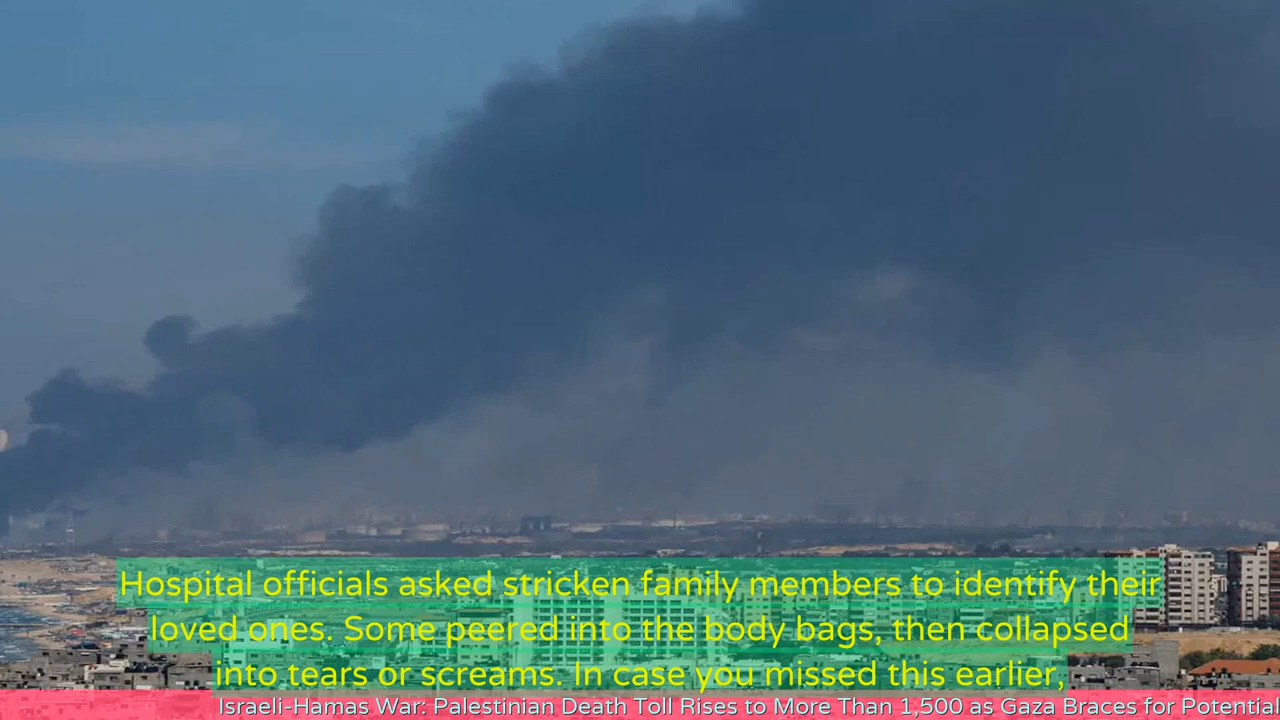 Hospital officials asked stricken family members to identify their
loved ones. Some peered into the body bags, then collapsed
into tears or screams. In case you missed this earlier,
Israeli-Hamas War: Palestinian Death Toll Rises to More Than 1,500 as Gaza Braces for Potential